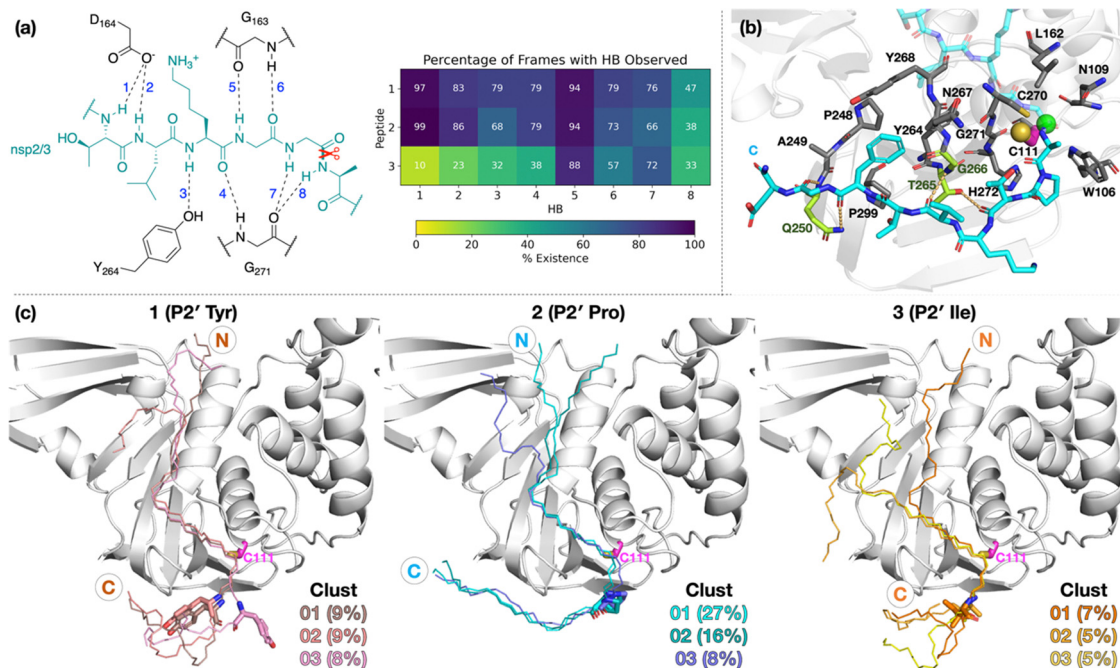 (a)
D164
O-
G163
NH3+
O
N
H
1
2
5
6
H
N
H
N
H
N
O
O
nsp2/3
HO
O
N
H
O
N
H
O
N
H
O
3
4
7
8
OH
H
N
O
Y264
G271
Percentage of Frames with HB Observed
Peptide
1
97 83 79 79 94 79 76 47
2
99 86 68 79 94 73 66 38
3
10 23 32 38 88 57 72 33
1 2 3 4 5 6 7 8
HB
0 20 40 60 80 100
% Existence
(b)
L162
Y268
N109
N267
C270
P248
Y264
G271
C111
A249
G266
C
T265
W106
H272
P299
Q250
(c)
1 (P2′ Tyr)
N
C111
C
Clust
01 (9%)
02 (9%)
03 (8%)
2 (P2′ Pro)
N
C111
C
Clust
01 (27%)
02 (16%)
03 (8%)
3 (P2′ Ile)
N
C111
C
Clust
01 (7%)
02 (5%)
03 (5%)